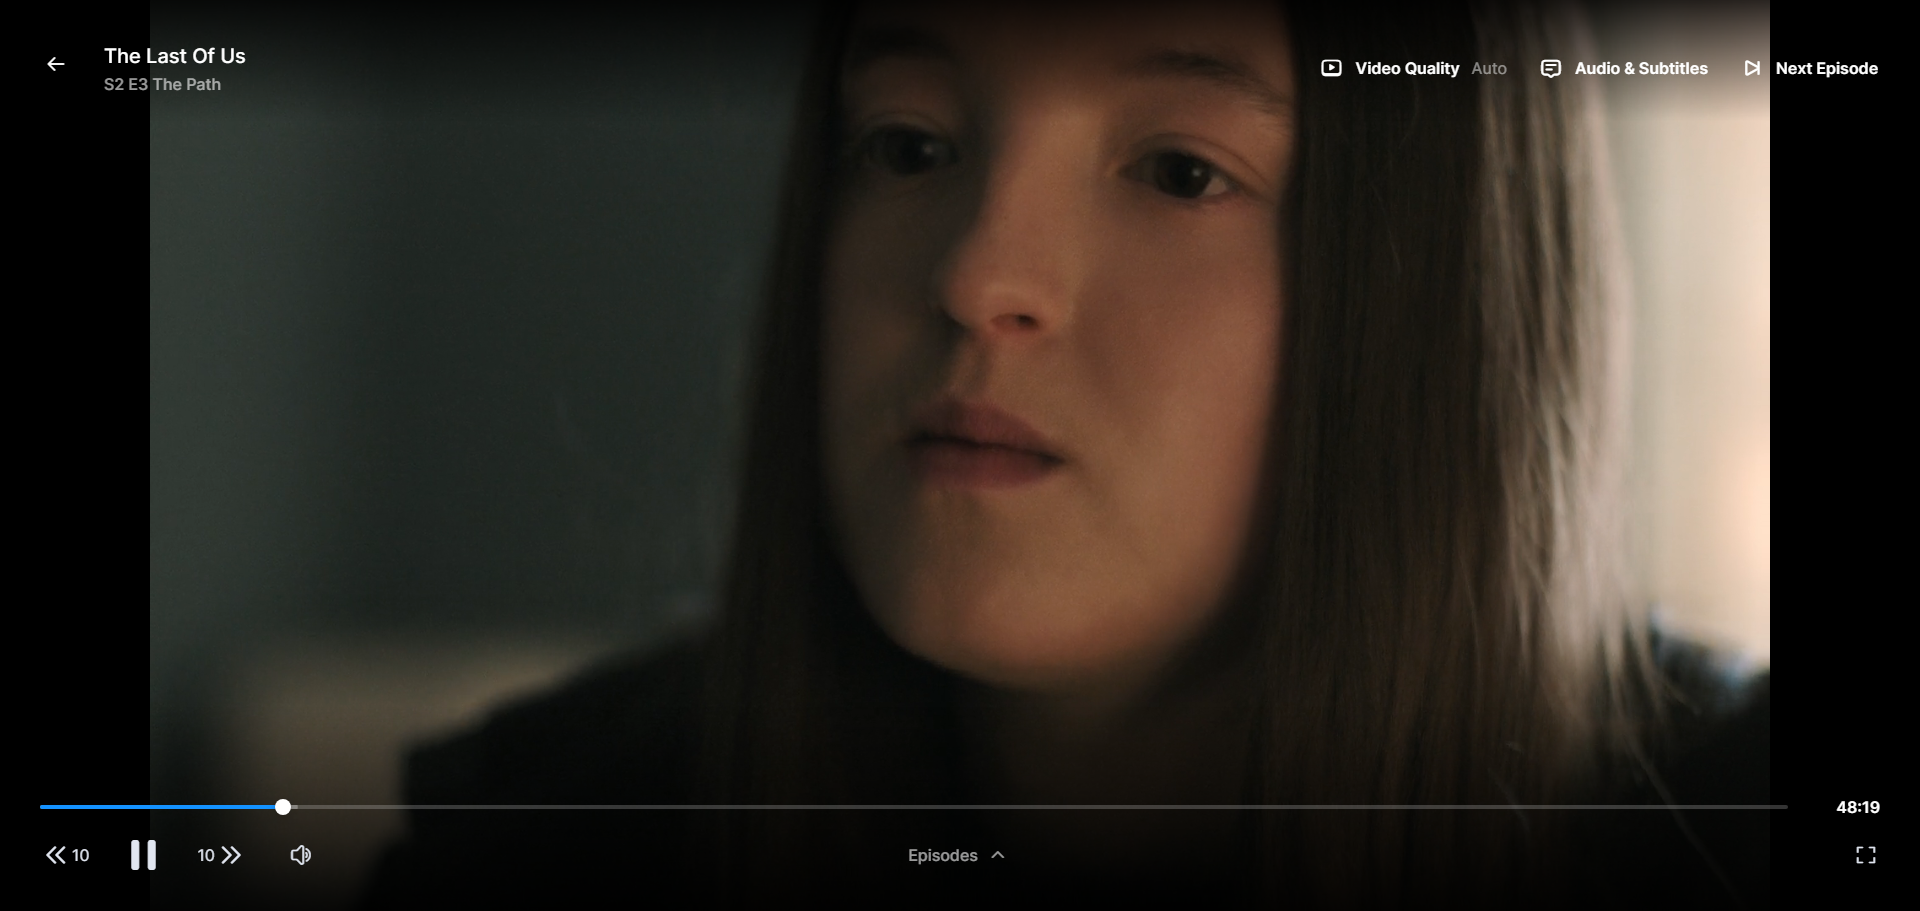 The Last Of Us
S2 E3 The Path
Video Quality Auto
Audio & Subtitles
Next Episode
48:19
10
10
Episodes